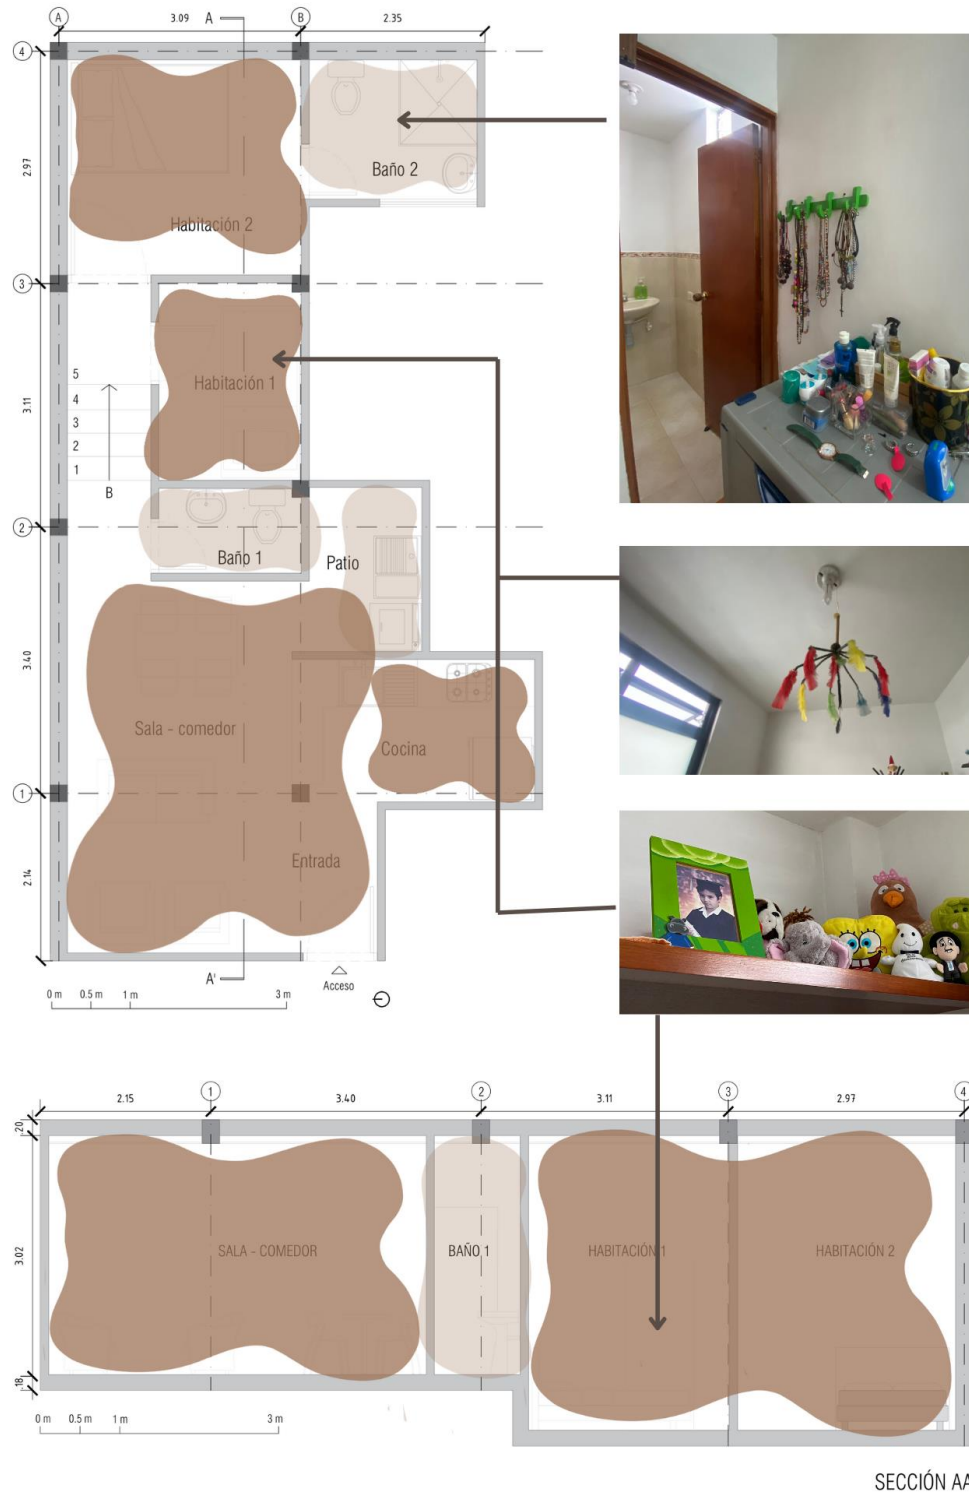 A
3.09
A
B
2.35
4
2.97
Baño 2
Habitación 2
3
3.11
Habitación 1
5
4
3
2
1
B
2
Baño 1
Patio
3.40
Sala - comedor
Cocina
1
2.14
Entrada
A'
Acceso
0 m 0.5 m 1 m 3 m
1
2
3
4
2.15
3.40
3.11
2.97
20
3.02
SALA - COMEDOR
BAÑO 1
HABITACIÓN 1
HABITACIÓN 2
18
0 m 0.5 m 1 m 3 m
SECCIÓN AA